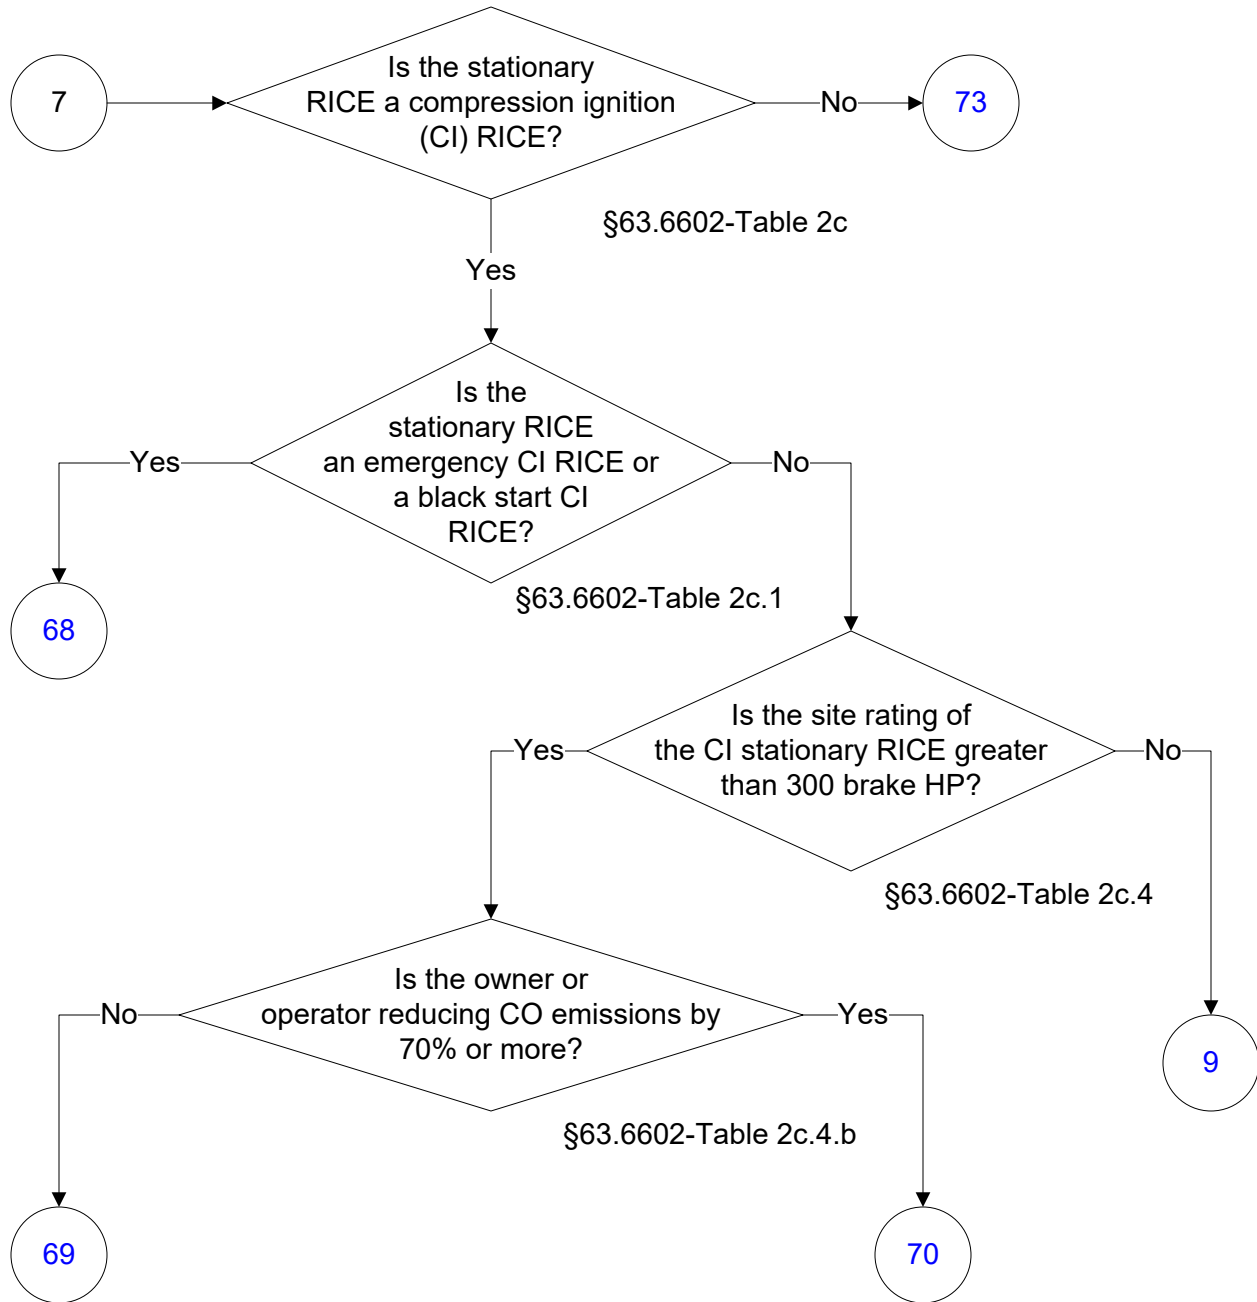 7
Is the stationary
RICE a compression ignition
(CI) RICE?
No
73
§63.6602-Table 2c
Yes
Is the
stationary RICE
an emergency CI RICE or
a black start CI
RICE?
Yes
No
§63.6602-Table 2c.1
68
Is the site rating of
the CI stationary RICE greater
than 300 brake HP?
Yes
No
§63.6602-Table 2c.4
Is the owner or
operator reducing CO emissions by
70% or more?
No
Yes
9
§63.6602-Table 2c.4.b
69
70